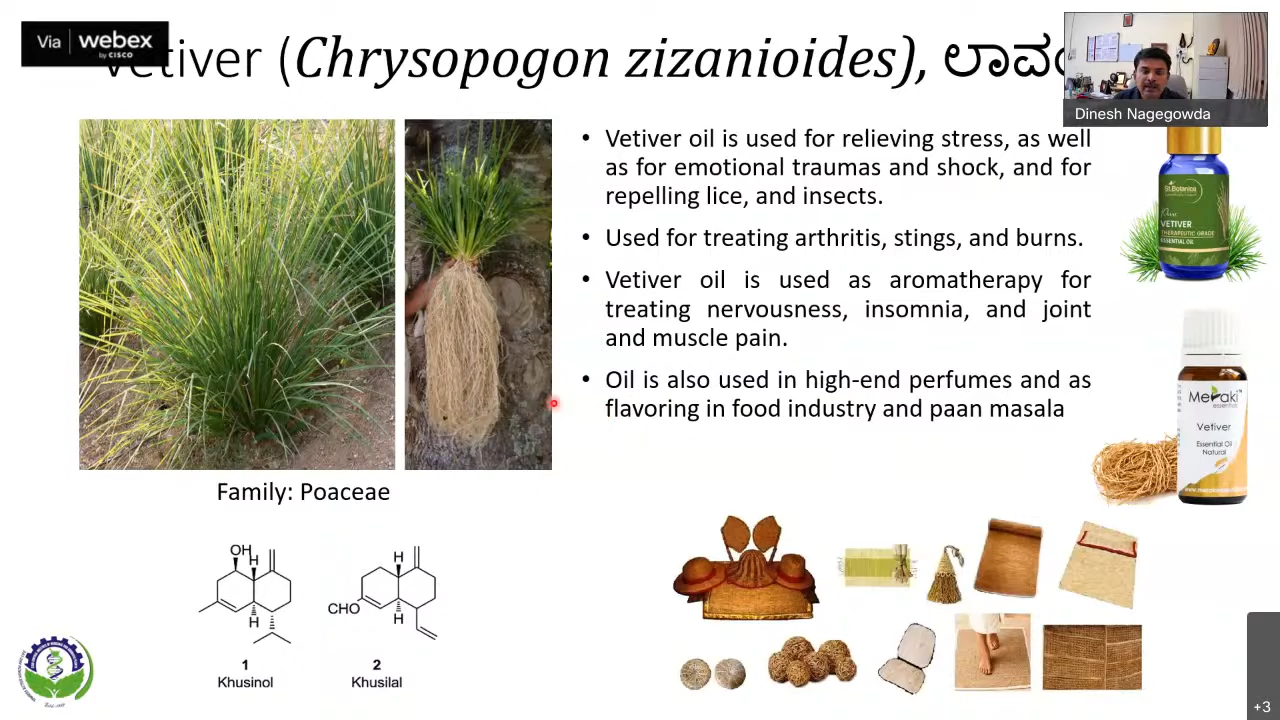 Via webex
by CISCO
Vetiver (Chrysopogon zizanioides), ಲಾವಂ
Dinesh Nagegowda
• Vetiver oil is used for relieving stress, as well
as for emotional traumas and shock, and for
repelling lice, and insects.
• Used for treating arthritis, stings, and burns.
• Vetiver oil is used as aromatherapy for
treating nervousness, insomnia, and joint
and muscle pain.
• Oil is also used in high-end perfumes and as
flavoring in food industry and paan masala
St.Botanica
Pure
VETIVER
THERAPEUTIC GRADE
ESSENTIAL OIL
Meraki
essentials
Vetiver
Essential Oil
Natural
Family: Poaceae
OH
H
H
H
CHO
H
1
Khusinol
2
Khusilal
+3